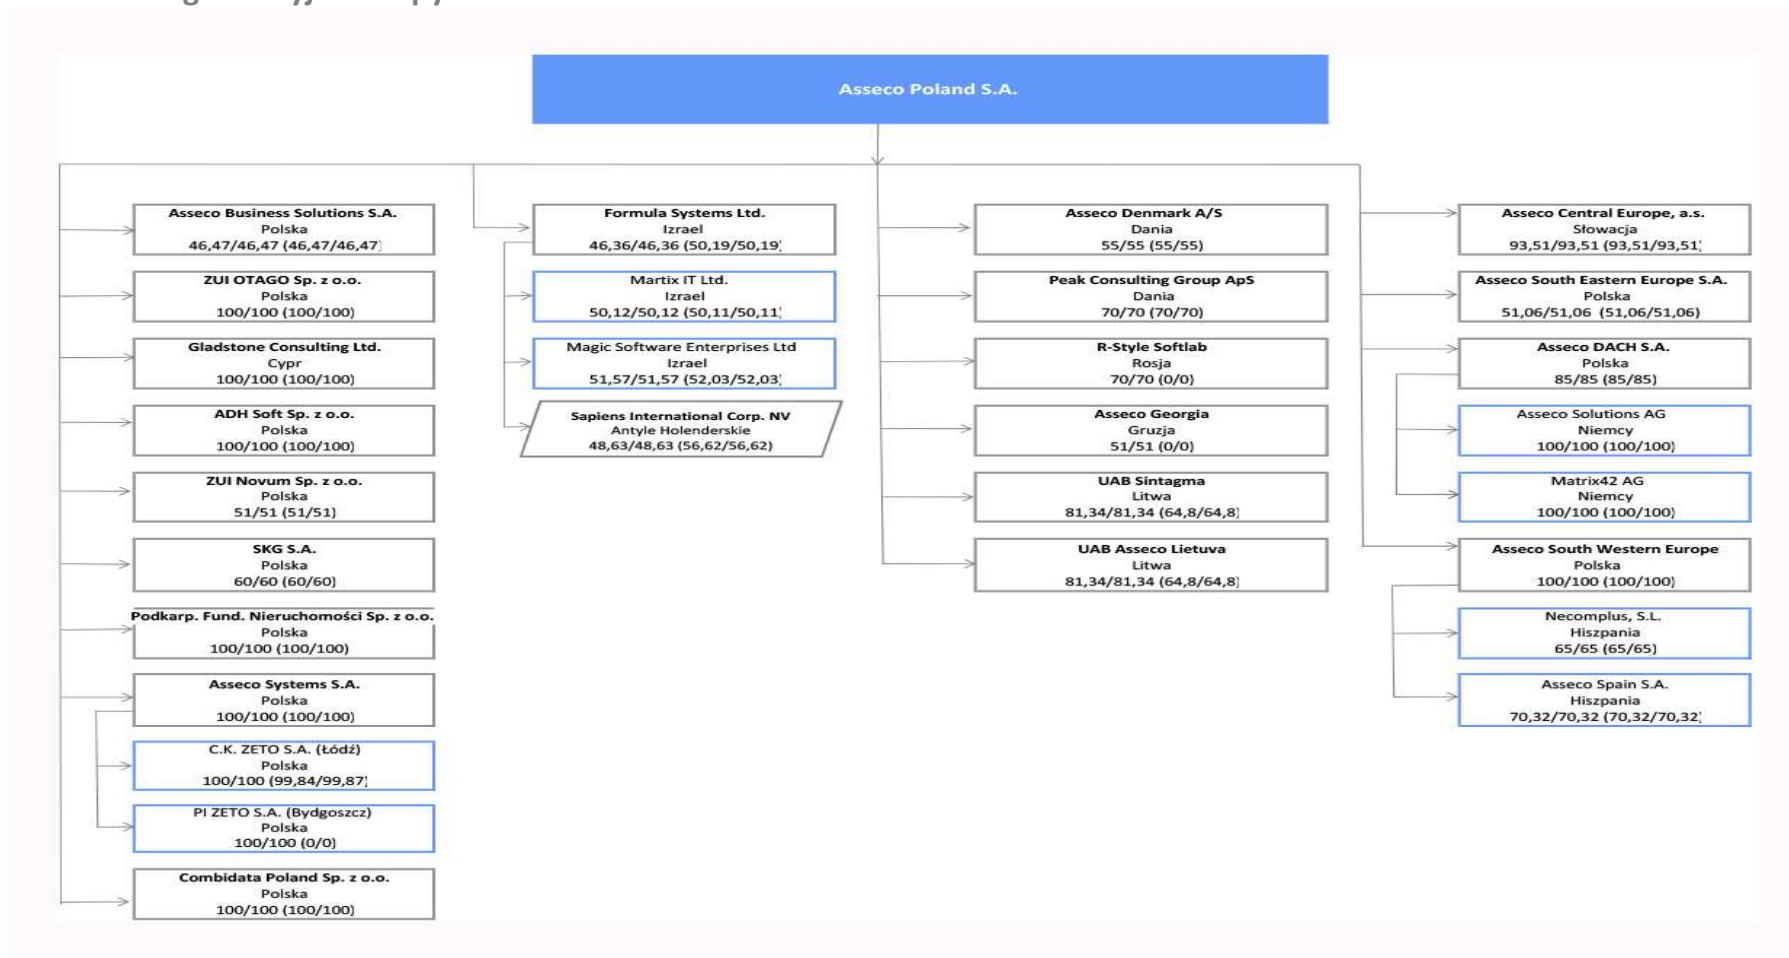 Asseco Poland S.A.
Asseco Business Solutions S.A.
Polska
46,47/46,47 (46,47/46,47)
ZUI OTAGO Sp. z o.o.
Polska
100/100 (100/100)
Gladstone Consulting Ltd.
Cypr
100/100 (100/100)
ADH Soft Sp. z o.o.
Polska
100/100 (100/100)
ZUI Novum Sp. z o.o.
Polska
51/51 (51/51)
SKG S.A.
Polska
60/60 (60/60)
Podkarp. Fund. Nieruchomości Sp. z o.o.
Polska
100/100 (100/100)
Asseco Systems S.A.
Polska
100/100 (100/100)
C.K. ZETO S.A. (Łódź)
Polska
100/100 (99,84/99,87)
PI ZETO S.A. (Bydgoszcz)
Polska
100/100 (0/0)
Combidata Poland Sp. z o.o.
Polska
100/100 (100/100)
Formula Systems Ltd.
Izrael
46,36/46,36 (50,19/50,19)
Martix IT Ltd.
Izrael
50,12/50,12 (50,11/50,11)
Magic Software Enterprises Ltd
Izrael
51,57/51,57 (52,03/52,03)
Sapiens International Corp. NV
Antyle Holenderskie
48,63/48,63 (56,62/56,62)
Asseco Denmark A/S
Dania
55/55 (55/55)
Peak Consulting Group ApS
Dania
70/70 (70/70)
R-Style Softlab
Rosja
70/70 (0/0)
Asseco Georgia
Gruzja
51/51 (0/0)
UAB Sintagma
Litwa
81,34/81,34 (64,8/64,8)
UAB Asseco Lietuva
Litwa
81,34/81,34 (64,8/64,8)
Asseco Central Europe, a.s.
Słowacja
93,51/93,51 (93,51/93,51)
Asseco South Eastern Europe S.A.
Polska
51,06/51,06 (51,06/51,06)
Asseco DACH S.A.
Polska
85/85 (85/85)
Asseco Solutions AG
Niemcy
100/100 (100/100)
Matrix42 AG
Niemcy
100/100 (100/100)
Asseco South Western Europe
Polska
100/100 (100/100)
Necomplus, S.L.
Hiszpania
65/65 (65/65)
Asseco Spain S.A.
Hiszpania
70,32/70,32 (70,32/70,32)